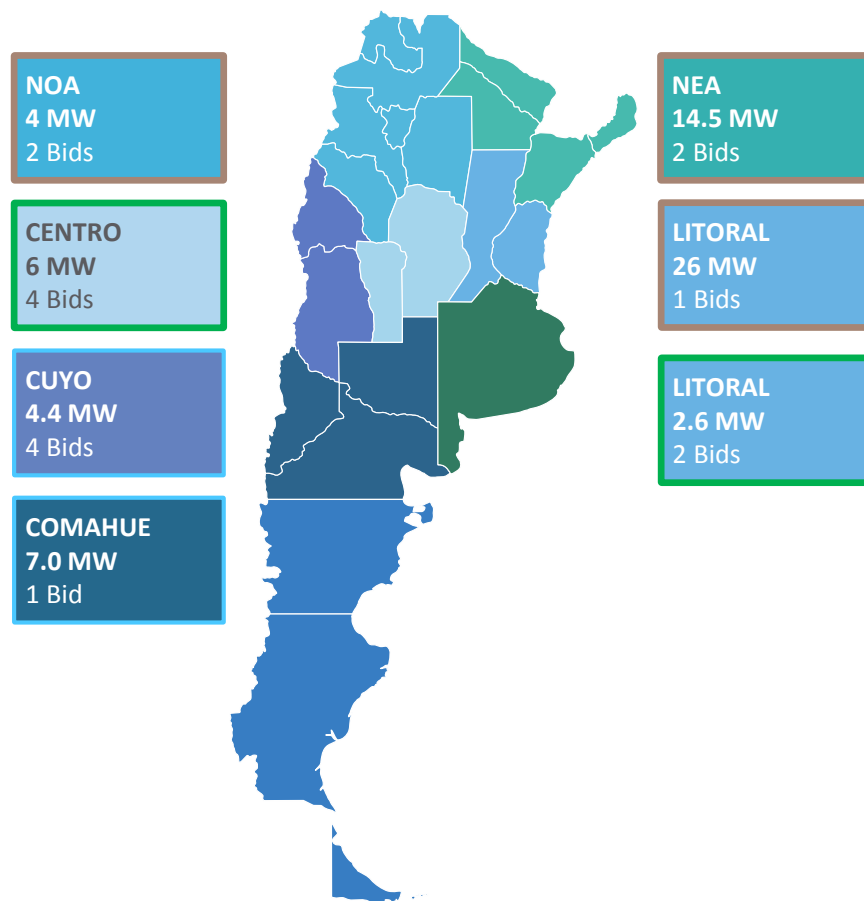 NOA
4 MW
2 Bids
CENTRO
6 MW
4 Bids
CUYO
4.4 MW
4 Bids
COMAHUE
7.0 MW
1 Bid
NEA
14.5 MW
2 Bids
LITORAL
26 MW
1 Bids
LITORAL
2.6 MW
2 Bids